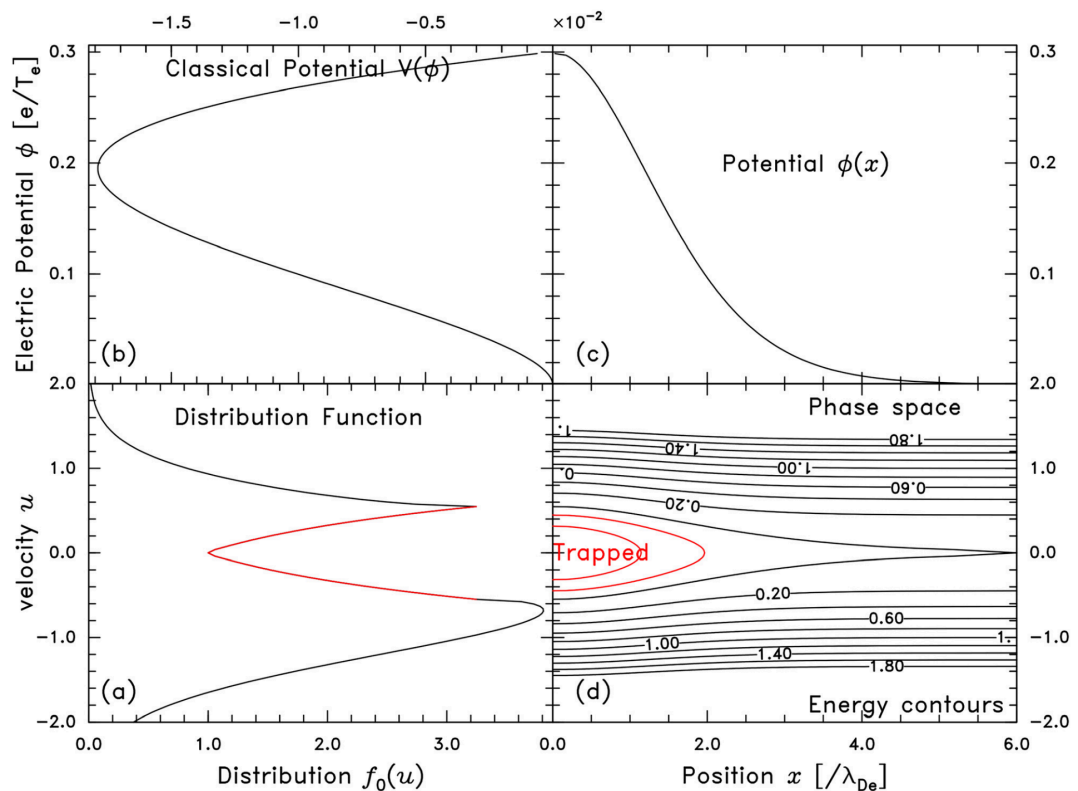 −1.5 −1.0 −0.5 ×10⁻²
0.3 Classical Potential V(ϕ) 0.3
Electric Potential ϕ [e/Tₑ]
0.2 Potential ϕ(x) 0.2
0.1 0.1
(b) (c)
2.0 2.0
Distribution Function Phase space
1. 1.80
1.40
1.0 1.00 1.0
0. 0.60
0.20
velocity u
0.0 Trapped 0.0
0.20
0.60
−1.0 1.00 1. −1.0
1.40
1.80
(a) (d)
Energy contours
−2.0 −2.0
0.0 1.0 2.0 3.0 0.0 2.0 4.0 6.0
Distribution f₀(u) Position x [/λDe]